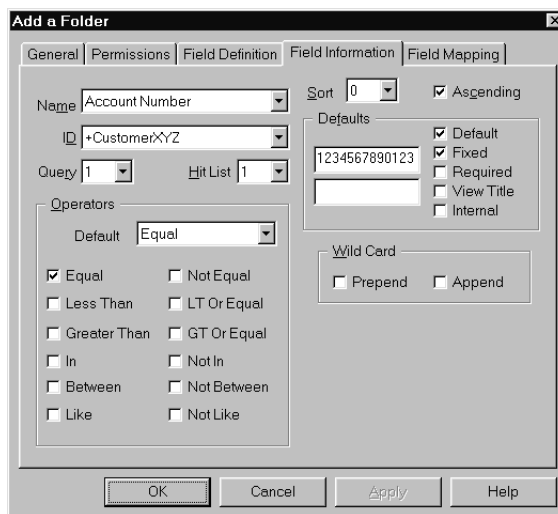 Add a Folder
General Permissions Field Definition Field Information Field Mapping
Name Account Number Sort 0 Ascending
ID +CustomerXYZ Defaults
Default
1234567890123 Fixed
Query 1 Hit List 1 Required
View Title
Internal
Operators
Default Equal
Wild Card
Equal Not Equal Prepend Append
Less Than LT Or Equal
Greater Than GT Or Equal
In Not In
Between Not Between
Like Not Like
OK Cancel Apply Help